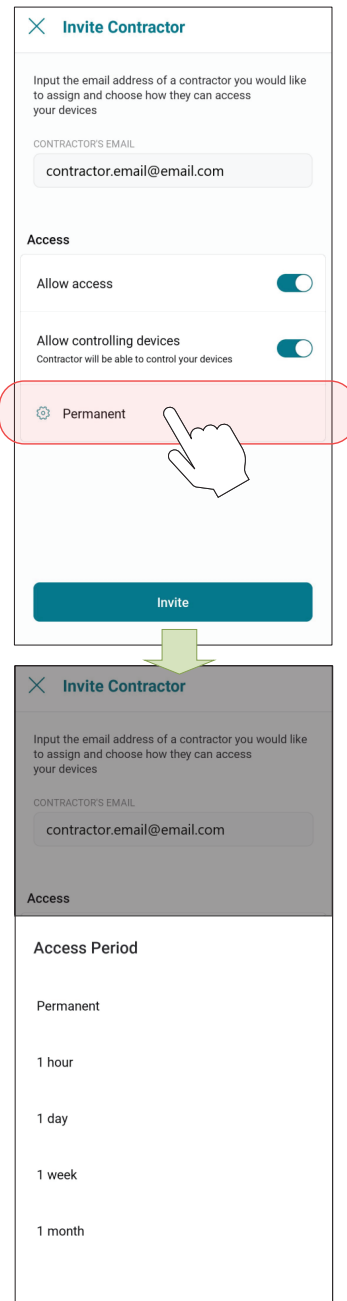 Invite Contractor
Input the email address of a contractor you would like
to assign and choose how they can access
your devices
CONTRACTOR'S EMAIL
contractor.email@email.com
Access
Allow access
Allow controlling devices
Contractor will be able to control your devices
Permanent
Invite
Invite Contractor
Input the email address of a contractor you would like
to assign and choose how they can access
your devices
CONTRACTOR'S EMAIL
contractor.email@email.com
Access
Access Period
Permanent
1 hour
1 day
1 week
1 month